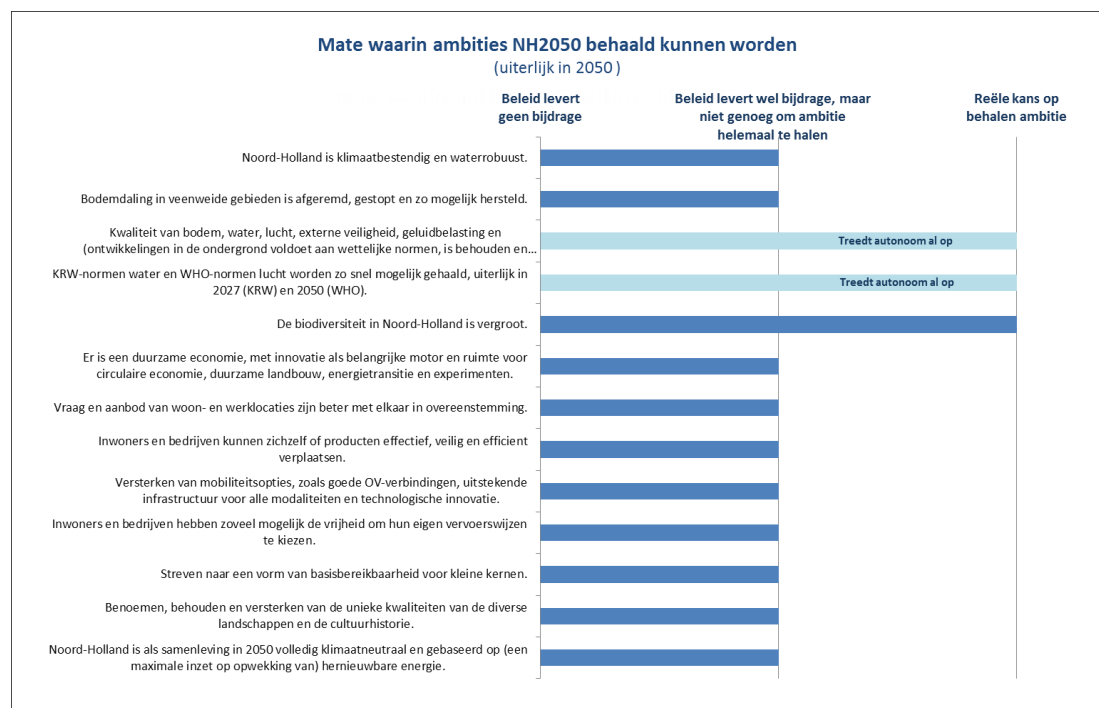 Mate waarin ambities NH2050 behaald kunnen worden
(uiterlijk in 2050 )
Beleid levert
geen bijdrage
Beleid levert wel bijdrage, maar
niet genoeg om ambitie
helemaal te halen
Reële kans op
behalen ambitie
Noord-Holland is klimaatbestendig en waterrobuust.
Bodemdaling in veenweide gebieden is afgeremd, gestopt en zo mogelijk hersteld.
Kwaliteit van bodem, water, lucht, externe veiligheid, geluidbelasting en
(ontwikkelingen in de ondergrond voldoet aan wettelijke normen, is behouden en...
Treedt autonoom al op
KRW-normen water en WHO-normen lucht worden zo snel mogelijk gehaald, uiterlijk in
2027 (KRW) en 2050 (WHO).
Treedt autonoom al op
De biodiversiteit in Noord-Holland is vergroot.
Er is een duurzame economie, met innovatie als belangrijke motor en ruimte voor
circulaire economie, duurzame landbouw, energietransitie en experimenten.
Vraag en aanbod van woon- en werklocaties zijn beter met elkaar in overeenstemming.
Inwoners en bedrijven kunnen zichzelf of producten effectief, veilig en efficient
verplaatsen.
Versterken van mobiliteitsopties, zoals goede OV-verbindingen, uitstekende
infrastructuur voor alle modaliteiten en technologische innovatie.
Inwoners en bedrijven hebben zoveel mogelijk de vrijheid om hun eigen vervoerswijzen
te kiezen.
Streven naar een vorm van basisbereikbaarheid voor kleine kernen.
Benoemen, behouden en versterken van de unieke kwaliteiten van de diverse
landschappen en de cultuurhistorie.
Noord-Holland is als samenleving in 2050 volledig klimaatneutraal en gebaseerd op (een
maximale inzet op opwekking van) hernieuwbare energie.